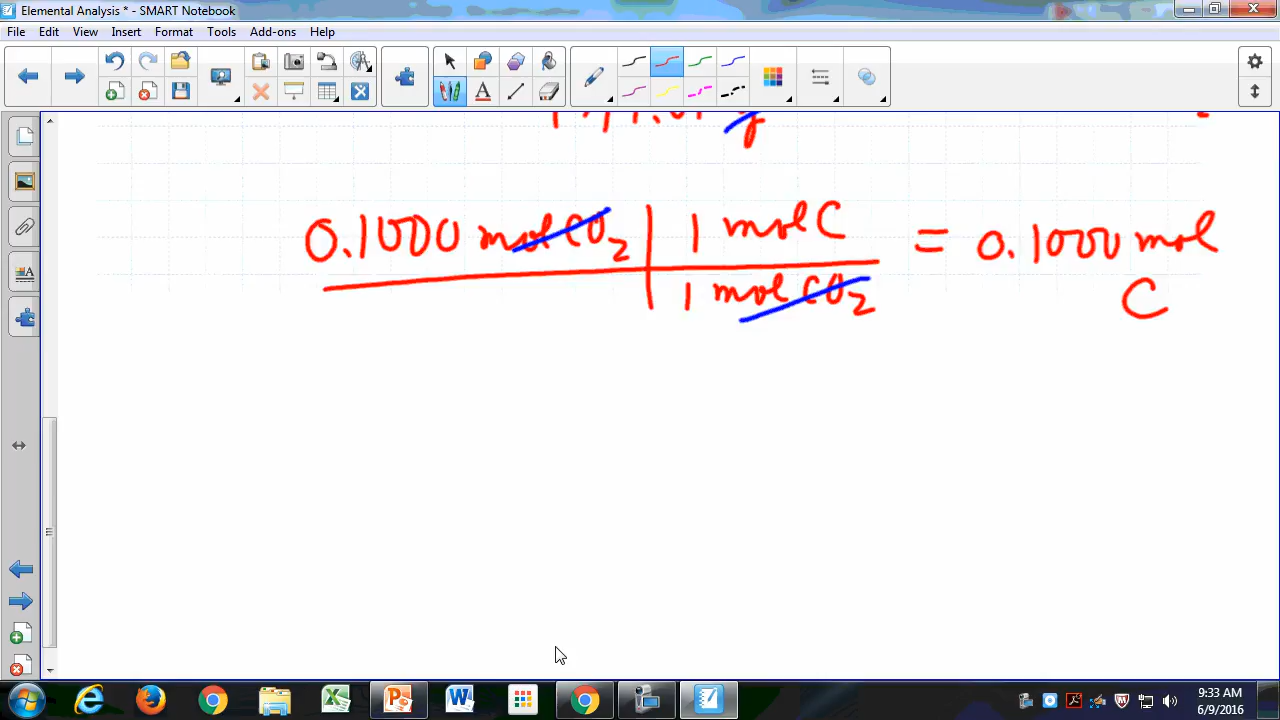 Elemental Analysis * - SMART Notebook
File Edit View Insert Format Tools Add-ons Help
0.1000 mol CO₂ | 1 mol C = 0.1000 mol
1 mol CO₂ C
9:33 AM
6/9/2016